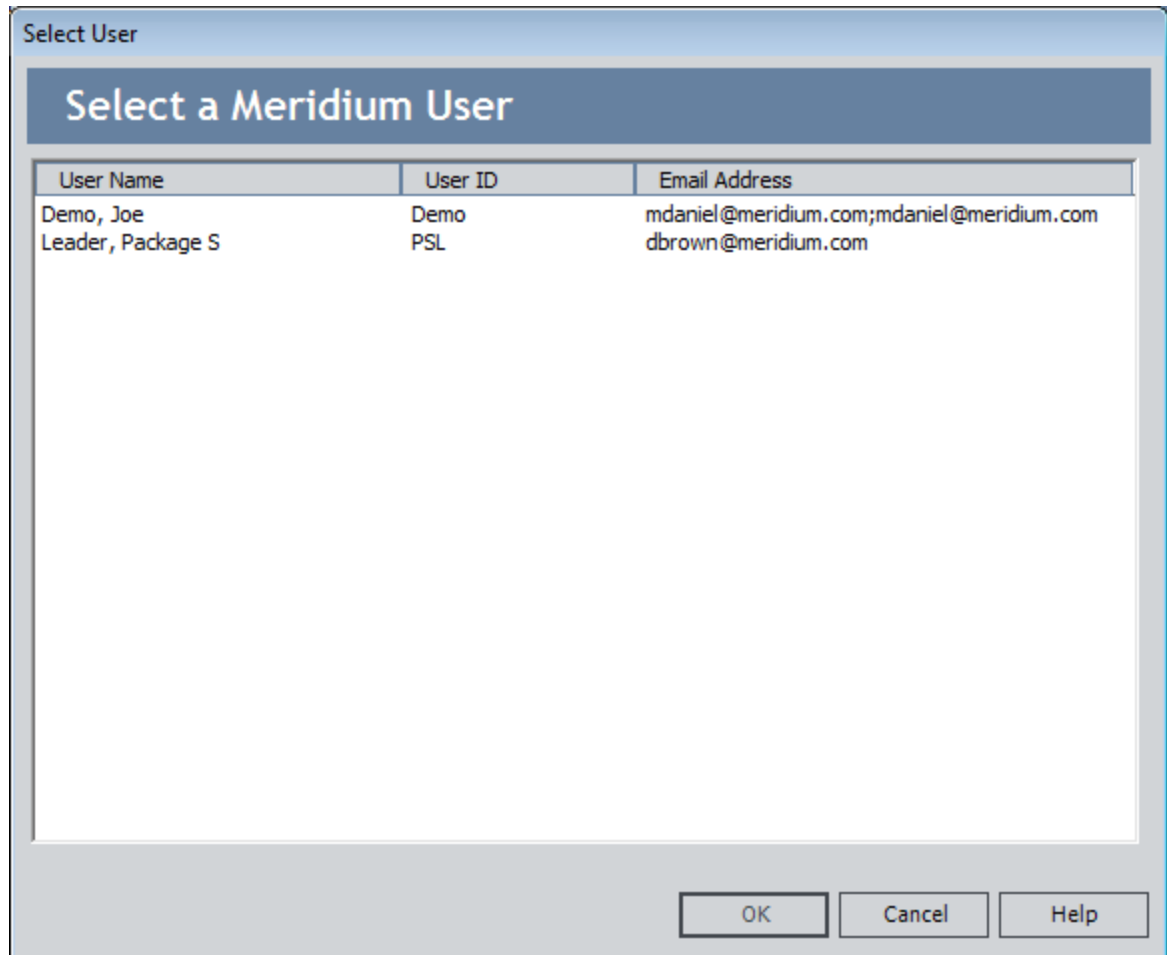 Select User
Select a Meridium User
User Name User ID Email Address
Demo, Joe Demo mdaniel@meridium.com;mdaniel@meridium.com
Leader, Package S PSL dbrown@meridium.com
OK Cancel Help